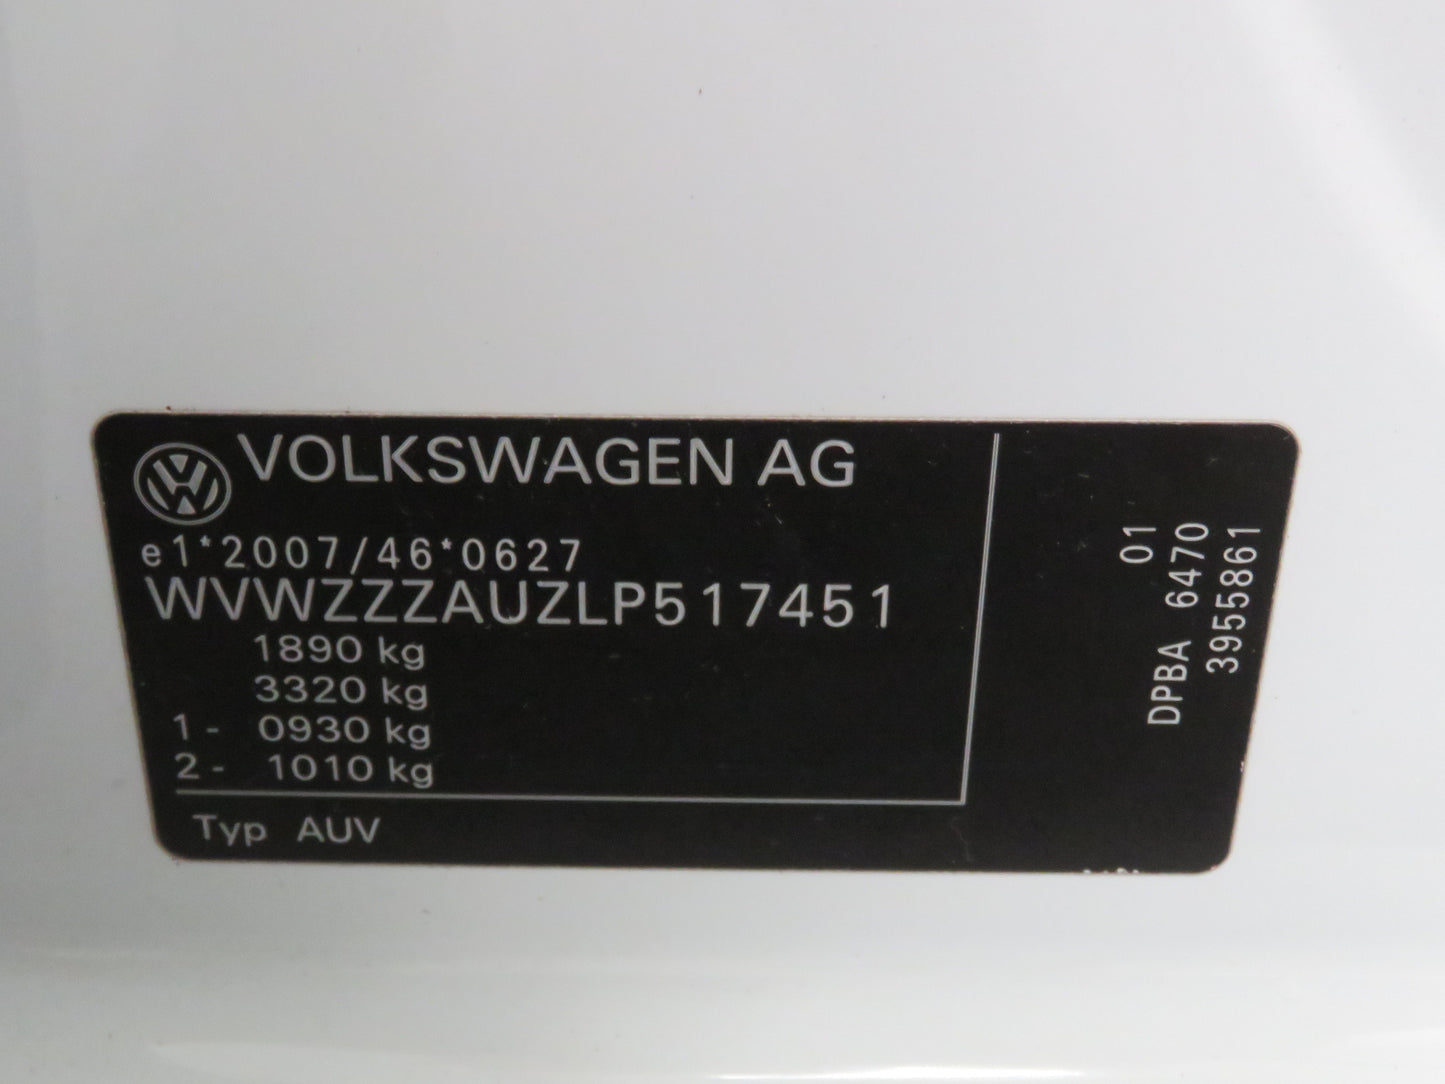 VOLKSWAGEN AG
e1*2007/46*0627
WVWZZZAUZLP517451
1890 kg
3320 kg
1- 0930 kg
2- 1010 kg
Typ AUV
01
DPBA 6470
3955861